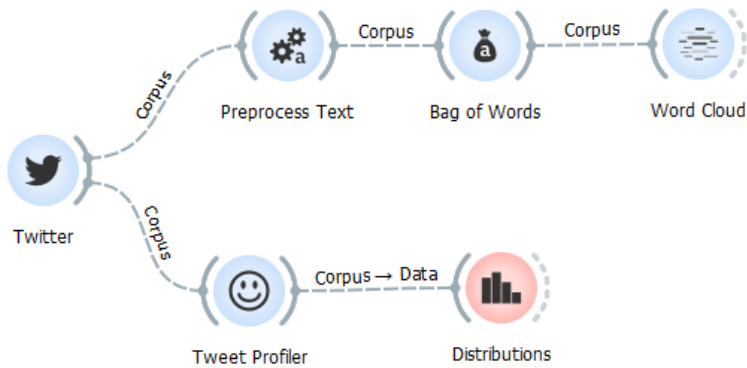 Corpus
Corpus
Corpus
a
a
Preprocess Text
Bag of Words
Word Cloud
Twitter
Corpus
Corpus → Data
Tweet Profiler
Distributions